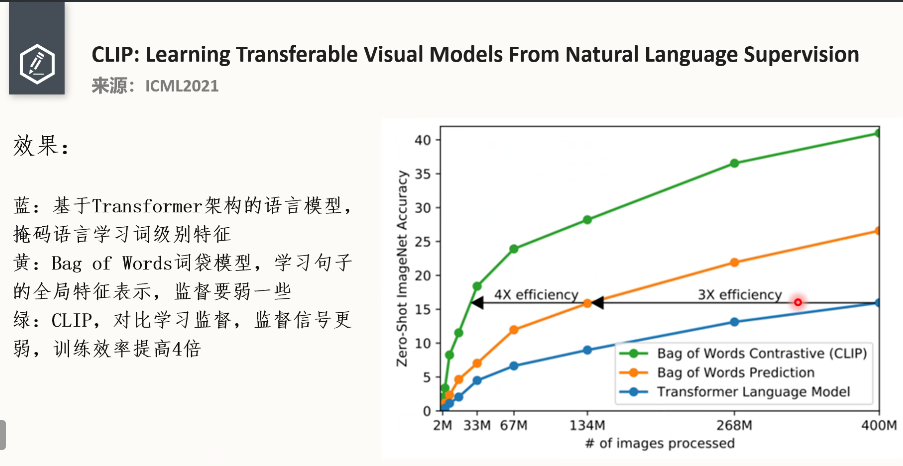 CLIP: Learning Transferable Visual Models From Natural Language Supervision
来源：ICML2021
效果：
蓝：基于Transformer架构的语言模型，
掩码语言学习词级别特征
黄：Bag of Words词袋模型，学习句子
的全局特征表示，监督要弱一些
绿：CLIP，对比学习监督，监督信号更
弱，训练效率提高4倍
Zero-Shot ImageNet Accuracy
40
35
30
25
20
15
10
5
0
4X efficiency
3X efficiency
Bag of Words Contrastive (CLIP)
Bag of Words Prediction
Transformer Language Model
2M 33M 67M 134M 268M 400M
# of images processed